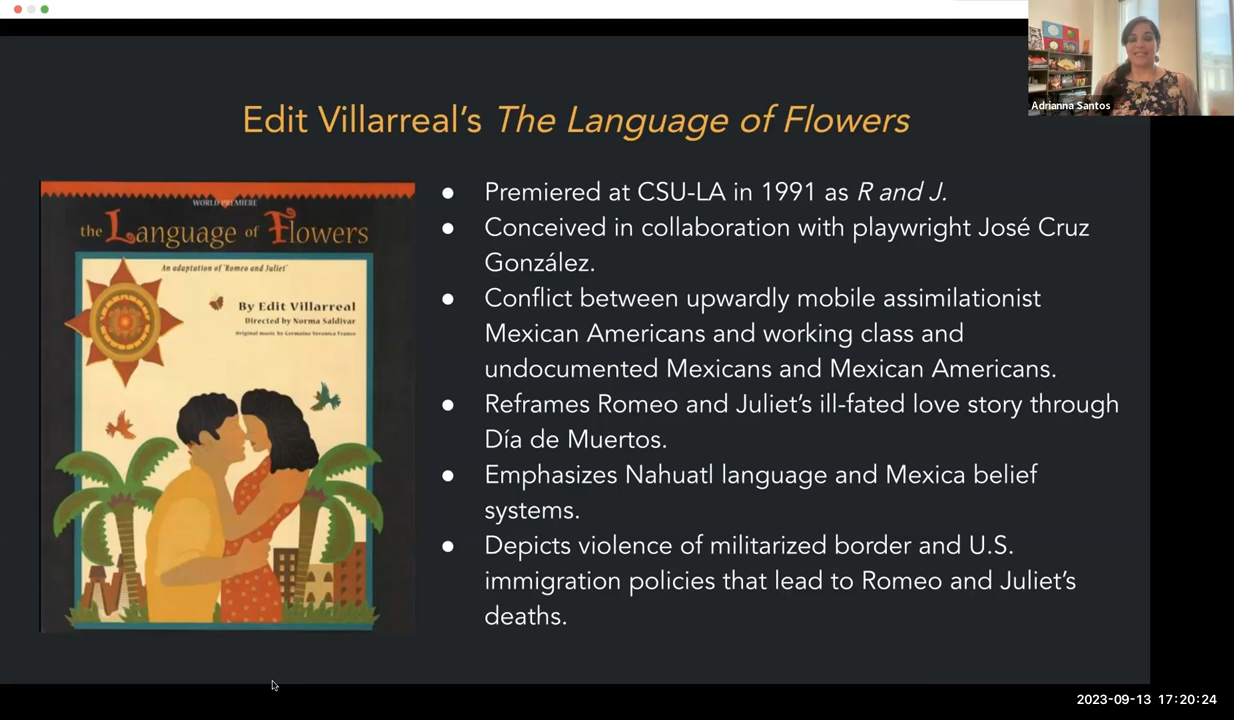 Adrianna Santos
Edit Villarreal’s The Language of Flowers
WORLD PREMIERE
the Language of Flowers
An adaptation of 'Romeo and Juliet'
By Edit Villarreal
Directed by Norma Saldivar
Original music by Germaine Veronica Franco
● Premiered at CSU-LA in 1991 as R and J.
● Conceived in collaboration with playwright José Cruz
González.
● Conflict between upwardly mobile assimilationist
Mexican Americans and working class and
undocumented Mexicans and Mexican Americans.
● Reframes Romeo and Juliet’s ill-fated love story through
Día de Muertos.
● Emphasizes Nahuatl language and Mexica belief
systems.
● Depicts violence of militarized border and U.S.
immigration policies that lead to Romeo and Juliet’s
deaths.
2023-09-13 17:20:24